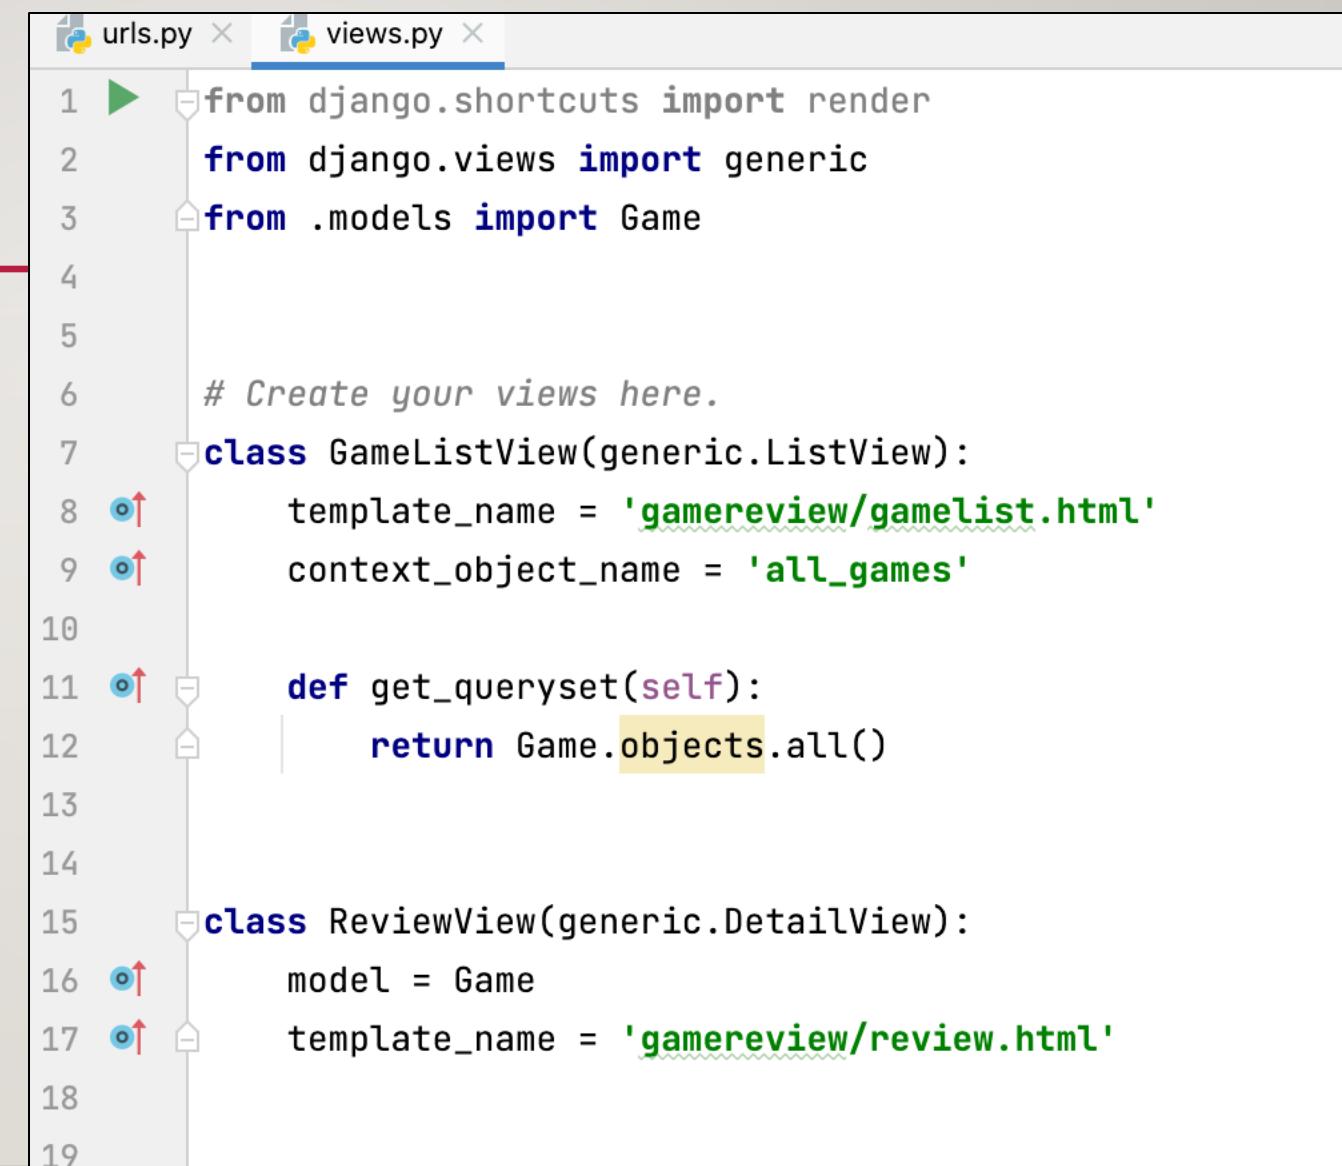 urls.py views.py
1 from django.shortcuts import render
2 from django.views import generic
3 from .models import Game
4
5
6 # Create your views here.
7 class GameListView(generic.ListView):
8     template_name = 'gamereview/gamelist.html'
9     context_object_name = 'all_games'
10
11     def get_queryset(self):
12         return Game.objects.all()
13
14
15 class ReviewView(generic.DetailView):
16     model = Game
17     template_name = 'gamereview/review.html'
18
19